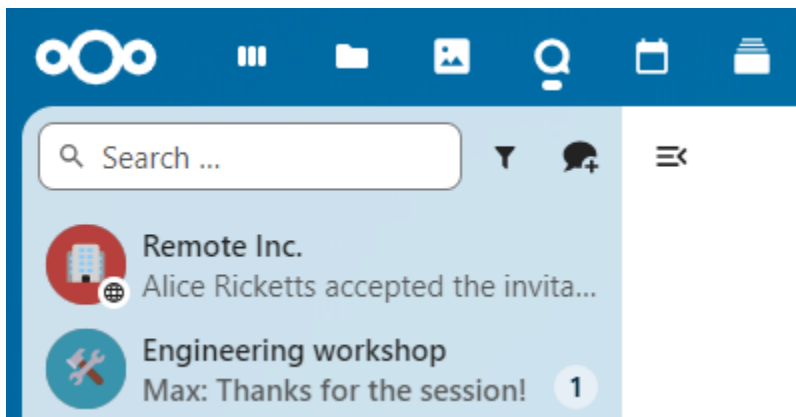 Search ...
Remote Inc.
Alice Ricketts accepted the invita...
Engineering workshop
Max: Thanks for the session!
1